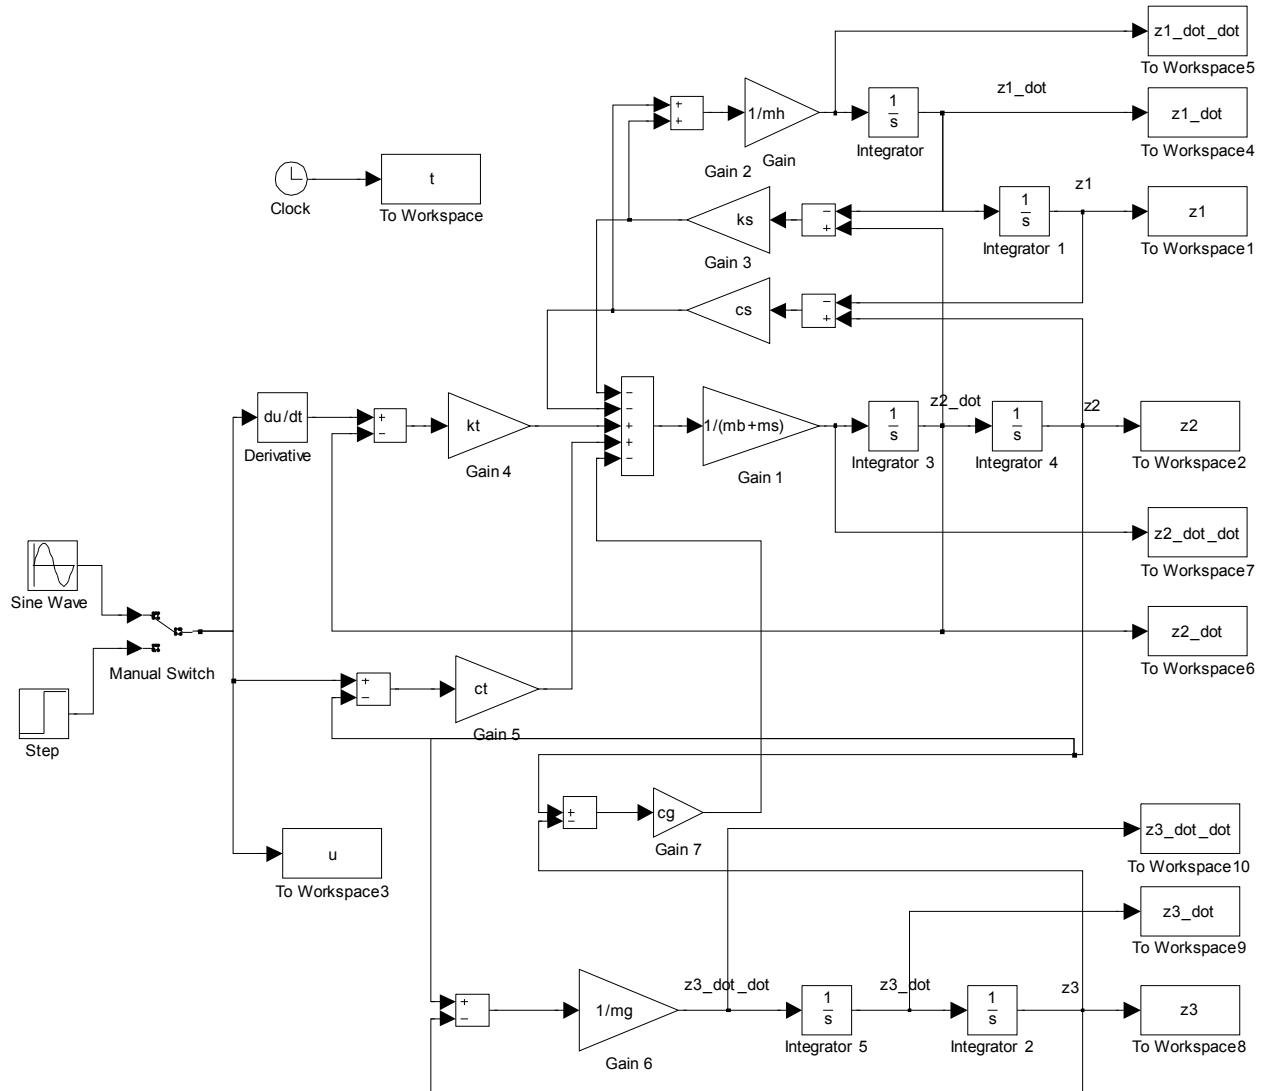 z1_dot_dot
To Workspace5
z1_dot
+
+
1/mh
1
s
z1_dot
Gain
Integrator
To Workspace4
Clock
t
To Workspace
Gain 2
ks
−
+
z1
1
s
z1
Integrator 1
To Workspace1
Gain 3
cs
−
+
du/dt
Derivative
+
−
kt
Gain 4
−
−
+
+
−
1/(mb+ms)
Gain 1
1
s
Integrator 3
z2_dot
1
s
Integrator 4
z2
z2
To Workspace2
z2_dot_dot
To Workspace7
Sine Wave
Manual Switch
z2_dot
To Workspace6
Step
+
−
ct
Gain 5
+
−
cg
Gain 7
z3_dot_dot
To Workspace10
u
To Workspace3
z3_dot
To Workspace9
+
−
1/mg
Gain 6
z3_dot_dot
1
s
Integrator 5
z3_dot
1
s
Integrator 2
z3
z3
To Workspace8